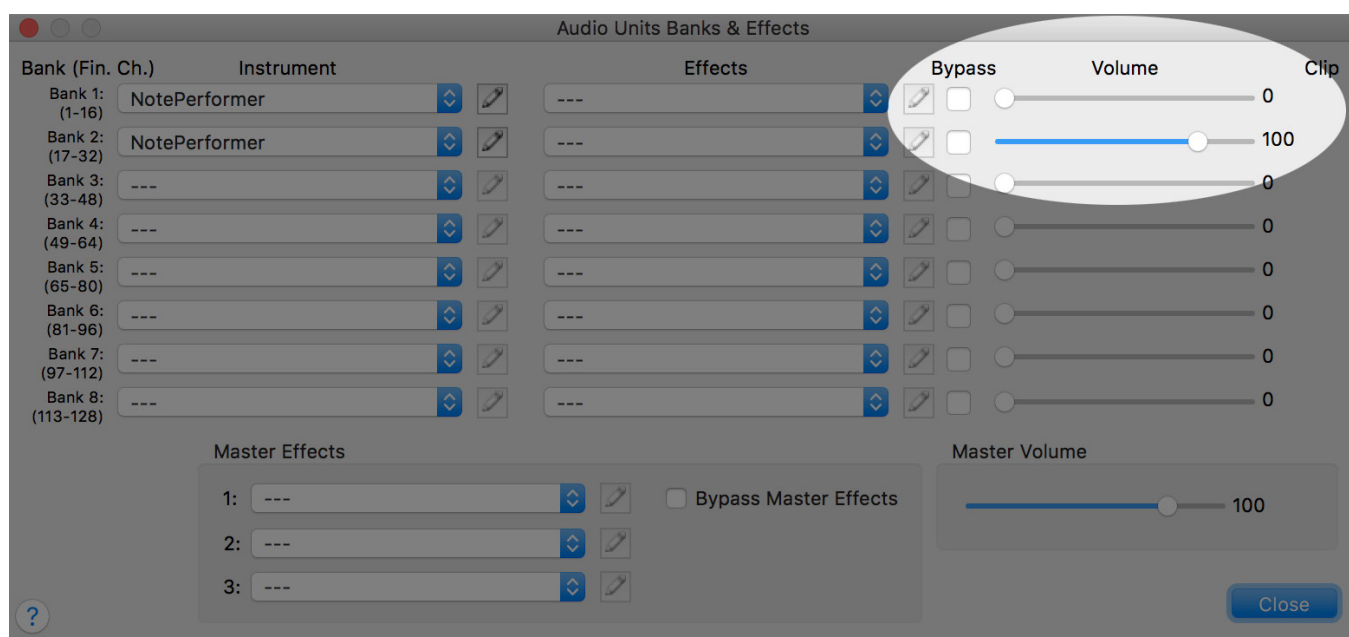 Audio Units Banks & Effects
Bank (Fin. Ch.) Instrument Effects Bypass Volume Clip
Bank 1: (1-16) NotePerformer --- 0
Bank 2: (17-32) NotePerformer --- 100
Bank 3: (33-48) --- --- 0
Bank 4: (49-64) --- --- 0
Bank 5: (65-80) --- --- 0
Bank 6: (81-96) --- --- 0
Bank 7: (97-112) --- --- 0
Bank 8: (113-128) --- --- 0
Master Effects Master Volume
1: --- Bypass Master Effects 100
2: ---
3: ---
? Close